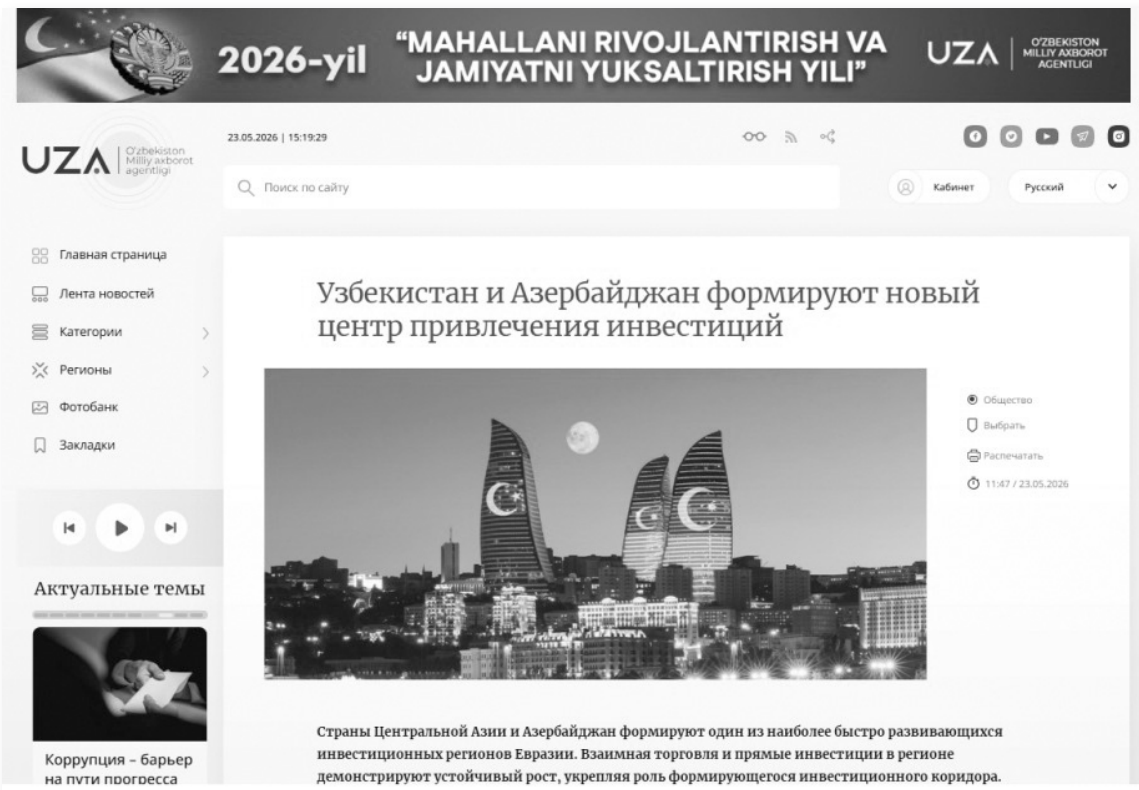 2026-yil
“MAHALLANI RIVOJLANTIRISH VA
JAMIYATNI YUKSALTIRISH YILI”
UZA
O‘ZBEKISTON
MILLIY AXBOROT
AGENTLIGI
UZA
O‘zbekiston
Milliy axborot
agentligi
23.05.2026 | 15:19:29
Поиск по сайту
Кабинет
Русский
Главная страница
Лента новостей
Категории
Регионы
Фотобанк
Закладки
Актуальные темы
Коррупция – барьер
на пути прогресса
Узбекистан и Азербайджан формируют новый
центр привлечения инвестиций
Общество
Выбрать
Распечатать
11:47 / 23.05.2026
Страны Центральной Азии и Азербайджан формируют один из наиболее быстро развивающихся
инвестиционных регионов Евразии. Взаимная торговля и прямые инвестиции в регионе
демонстрируют устойчивый рост, укрепляя роль формирующегося инвестиционного коридора.